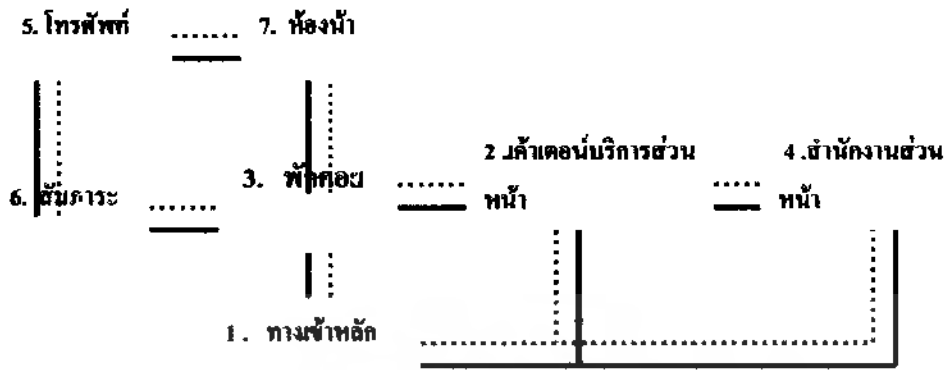 5. โทรศัพท์ 7. ห้องน้ำ
2 .เค้าเตอน์บริการส่วน 4 .สำนักงานส่วน
6. สัมภาระ 3. พักคอย หน้า หน้า
1 . ทางเข้าหลัก